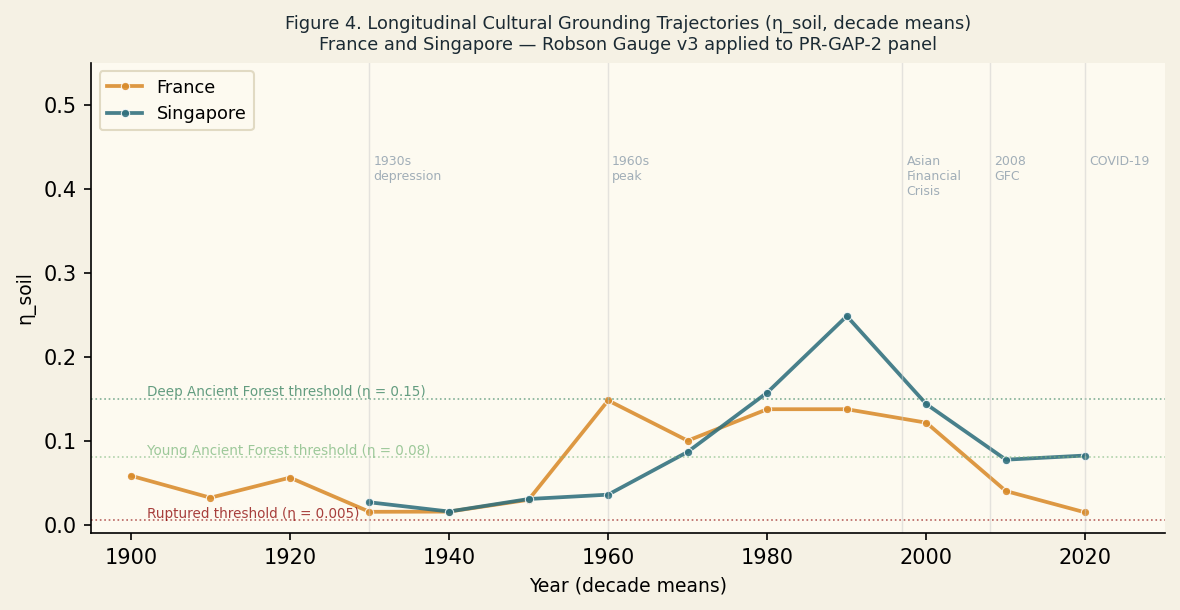 Figure 4. Longitudinal Cultural Grounding Trajectories (η_soil, decade means)
France and Singapore — Robson Gauge v3 applied to PR-GAP-2 panel
France
Singapore
0.5
0.4
0.3
0.2
0.1
0.0
η_soil
1930s
depression
1960s
peak
Asian
Financial
Crisis
2008
GFC
COVID-19
Deep Ancient Forest threshold (η = 0.15)
Young Ancient Forest threshold (η = 0.08)
Ruptured threshold (η = 0.005)
1900
1920
1940
1960
1980
2000
2020
Year (decade means)